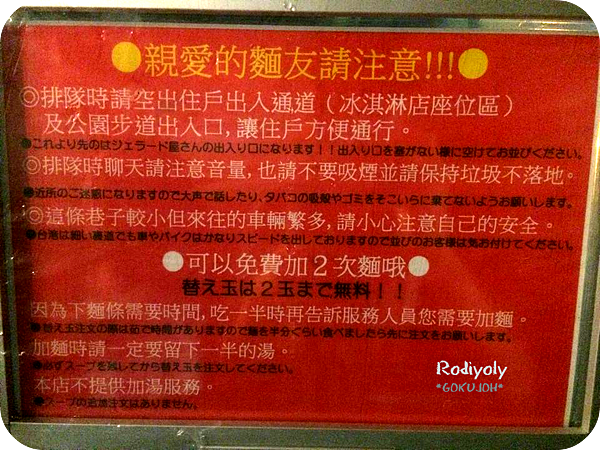 ●親愛的麵友請注意!!!●
◎排隊時請空出住戶出入通道（冰淇淋店座位區）
及公園步道出入口,讓住戶方便通行。
●これより先のはジェラード屋さんの出入り口になります！！出入り口を塞がない様に空けてお並びください。
◎排隊時聊天請注意音量,也請不要吸煙並請保持垃圾不落地。
●近所のご迷惑になりますので大声で話したり、タバコの吸殻やゴミをそこいらに棄てないようお願いします。
◎這條巷子較小但來往的車輛繁多,請小心注意自己的安全。
●台湾は細い裏道でも車やバイクはかなりスピードを出しておりますので並びのお客様は気お付けてください。
●可以免費加２次麵哦●
替え玉は２玉まで無料！！
因為下麵條需要時間,吃一半時再告訴服務人員您需要加麵。
●替え玉注文の際は茹で時間がありますので麺を半分くらい食べましたら先に注文をお願いします。
加麵時請一定要留下一半的湯。
●必ずスープを残してから替え玉を注文してください。
本店不提供加湯服務。
●スープの追加注文はありません。
Rodiyoly
*GOKUJOH*